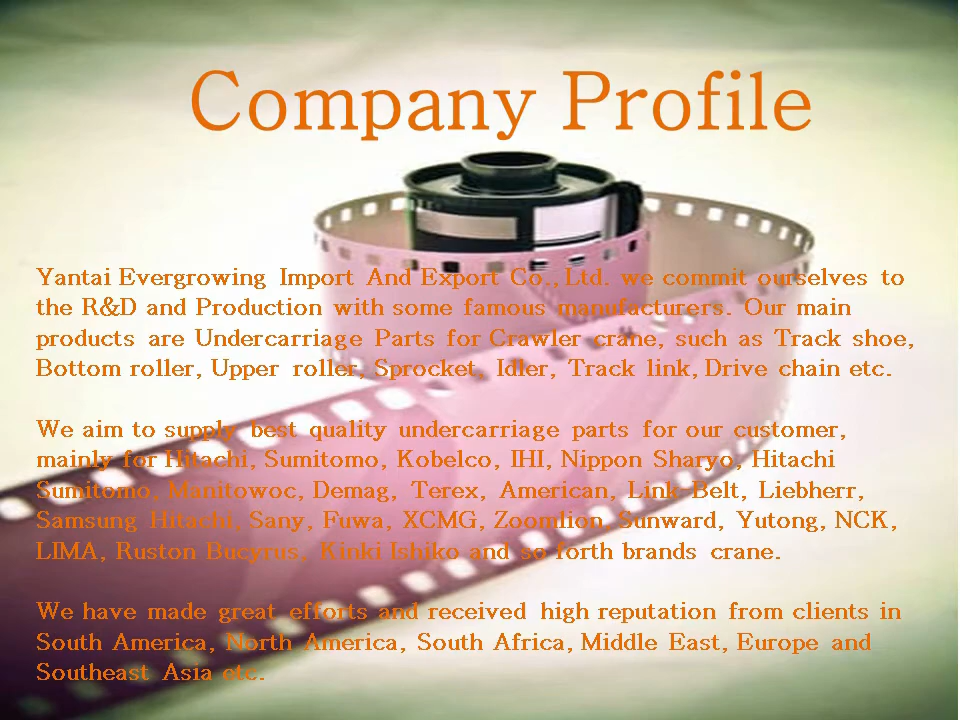 Company Profile
Yantai Evergrowing Import And Export Co., Ltd. we commit ourselves to
the R&D and Production with some famous manufacturers. Our main
products are Undercarriage Parts for Crawler crane, such as Track shoe,
Bottom roller, Upper roller, Sprocket, Idler, Track link, Drive chain etc.
We aim to supply best quality undercarriage parts for our customer,
mainly for Hitachi, Sumitomo, Kobelco, IHI, Nippon Sharyo, Hitachi
Sumitomo, Manitowoc, Demag, Terex, American, Link-Belt, Liebherr,
Samsung Hitachi, Sany, Fuwa, XCMG, Zoomlion, Sunward, Yutong, NCK,
LIMA, Ruston Bucyrus, Kinki Ishiko and so forth brands crane.
We have made great efforts and received high reputation from clients in
South America, North America, South Africa, Middle East, Europe and
Southeast Asia etc.